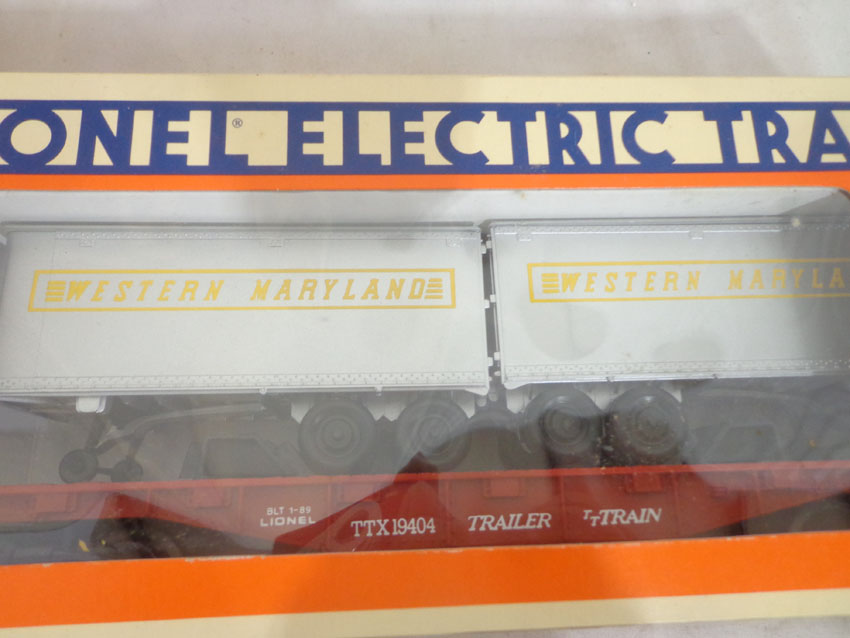 ONEL® ELECTRIC TRA
WESTERN MARYLAND
WESTERN MARYLA
BLT 1-89
LIONEL
TTX 19404 TRAILER TTTRAIN